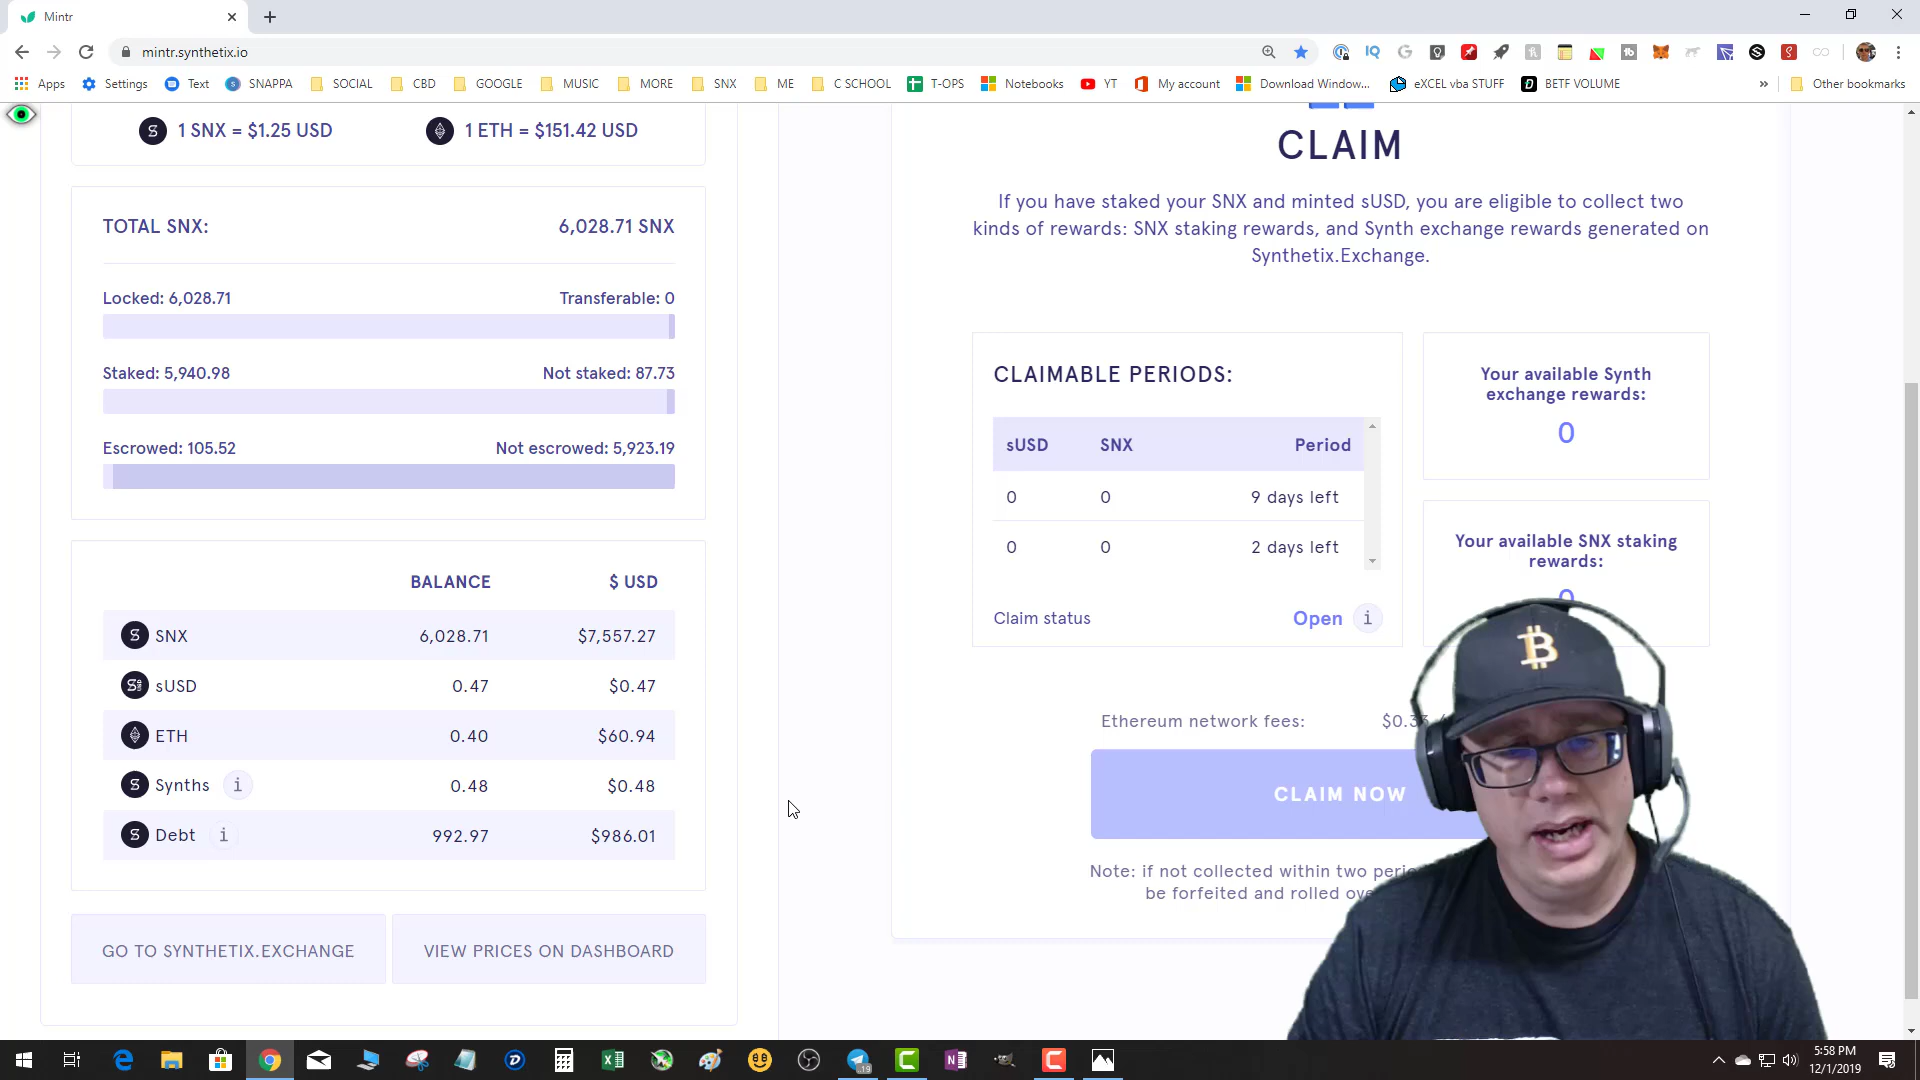 Mintr
mintr.synthetix.io
Apps
Settings
Text
SNAPPA
SOCIAL
CBD
GOOGLE
MUSIC
MORE
SNX
ME
C SCHOOL
T-OPS
Notebooks
YT
My account
Download Window...
eXCEL vba STUFF
BETF VOLUME
Other bookmarks
1 SNX = $1.25 USD
1 ETH = $151.42 USD
TOTAL SNX:
6,028.71 SNX
Locked: 6,028.71
Transferable: 0
Staked: 5,940.98
Not staked: 87.73
Escrowed: 105.52
Not escrowed: 5,923.19
BALANCE
$ USD
SNX
6,028.71
$7,557.27
sUSD
0.47
$0.47
ETH
0.40
$60.94
Synths
0.48
$0.48
Debt
992.97
$986.01
GO TO SYNTHETIX.EXCHANGE
VIEW PRICES ON DASHBOARD
CLAIM
If you have staked your SNX and minted sUSD, you are eligible to collect two
kinds of rewards: SNX staking rewards, and Synth exchange rewards generated on
Synthetix.Exchange.
CLAIMABLE PERIODS:
sUSD
SNX
Period
0
0
9 days left
0
0
2 days left
Claim status
Open
Your available Synth
exchange rewards:
0
Your available SNX staking
rewards:
Ethereum network fees:
CLAIM NOW
Note: if not collected within two
be forfeited and rolled
5:58 PM
12/1/2019